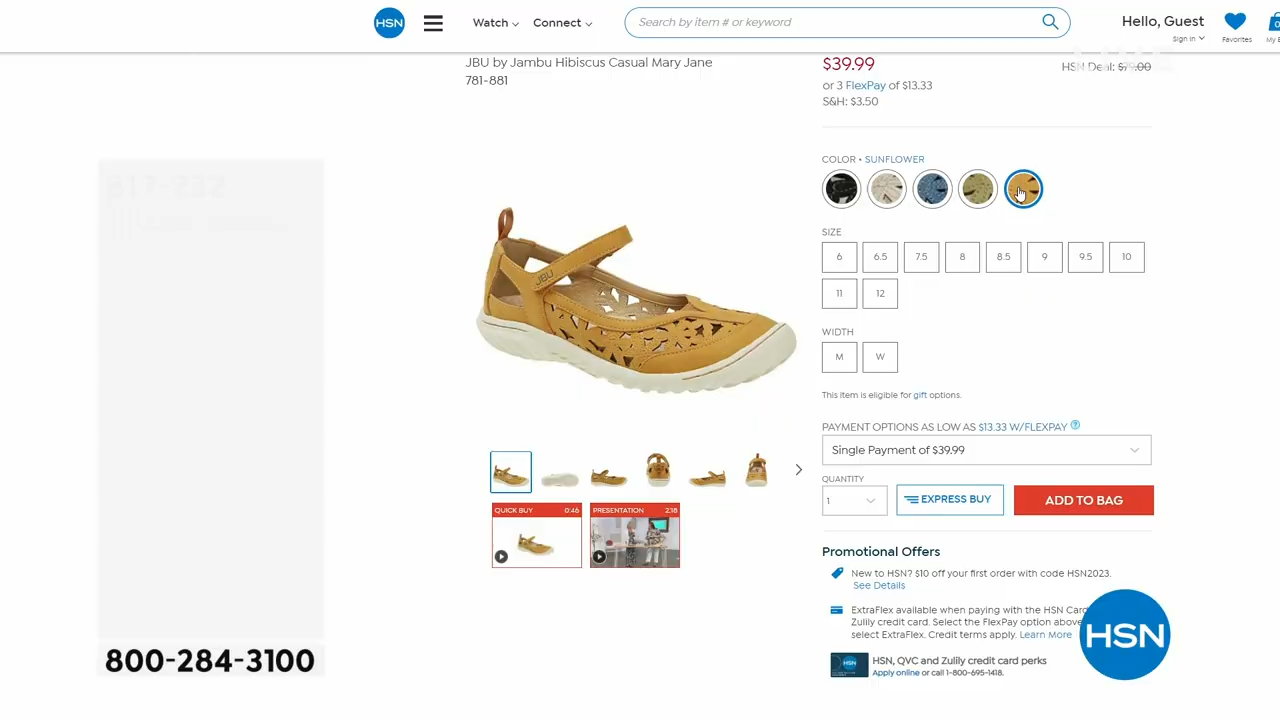 HSN
Watch
Connect
Search by item # or keyword
Hello, Guest
Sign In
Favorites
0
JBU by Jambu Hibiscus Casual Mary Jane
781-881
$39.99
HSN Deal: $79.00
or 3 FlexPay of $13.33
S&H: $3.50
COLOR • SUNFLOWER
SIZE
6 6.5 7.5 8 8.5 9 9.5 10
11 12
WIDTH
M W
This item is eligible for gift options.
PAYMENT OPTIONS AS LOW AS $13.33 W/FLEXPAY ?
Single Payment of $39.99
QUANTITY
1
EXPRESS BUY
ADD TO BAG
JBU
QUICK BUY 0:46
PRESENTATION 2:18
Promotional Offers
New to HSN? $10 off your first order with code HSN2023.
See Details
ExtraFlex available when paying with the HSN Card
Zulily credit card. Select the FlexPay option above
select ExtraFlex. Credit terms apply. Learn More
HSN
HSN
HSN, QVC and Zulily credit card perks
Apply online or call 1-800-695-1418.
800-284-3100